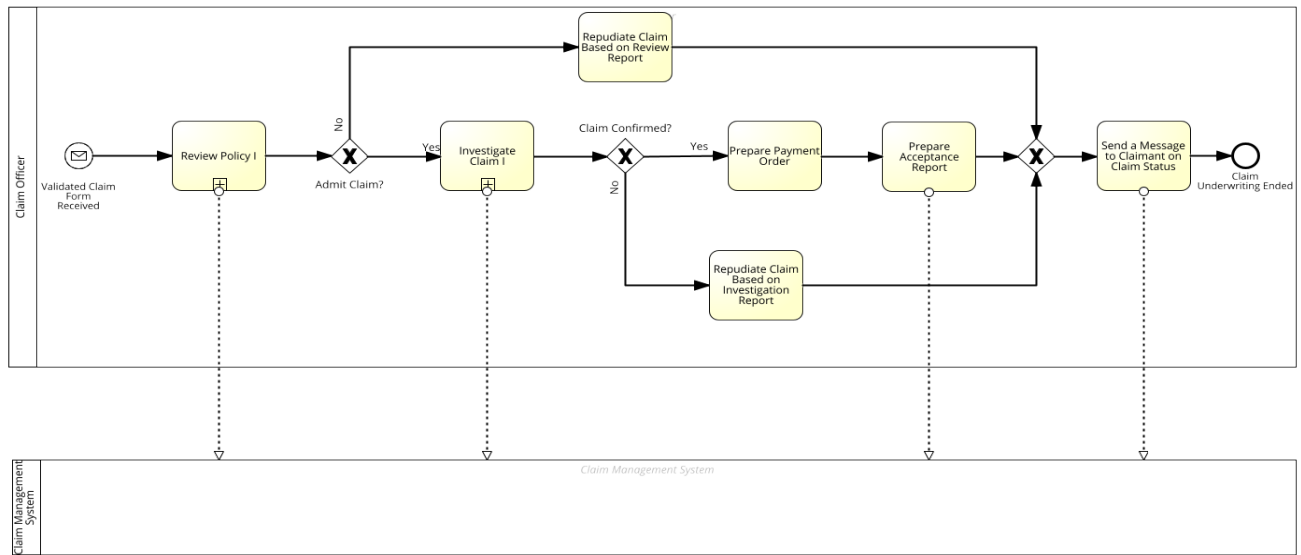 Claim Officer
Repudiate Claim
Based on Review
Report
No
Validated Claim
Form
Received
Review Policy I
Admit Claim?
Yes
Investigate
Claim I
Claim Confirmed?
Yes
No
Prepare Payment
Order
Prepare
Acceptance
Report
Repudiate Claim
Based on
Investigation
Report
Send a Message
to Claimant on
Claim Status
Claim
Underwriting Ended
Claim Management
System
Claim Management System